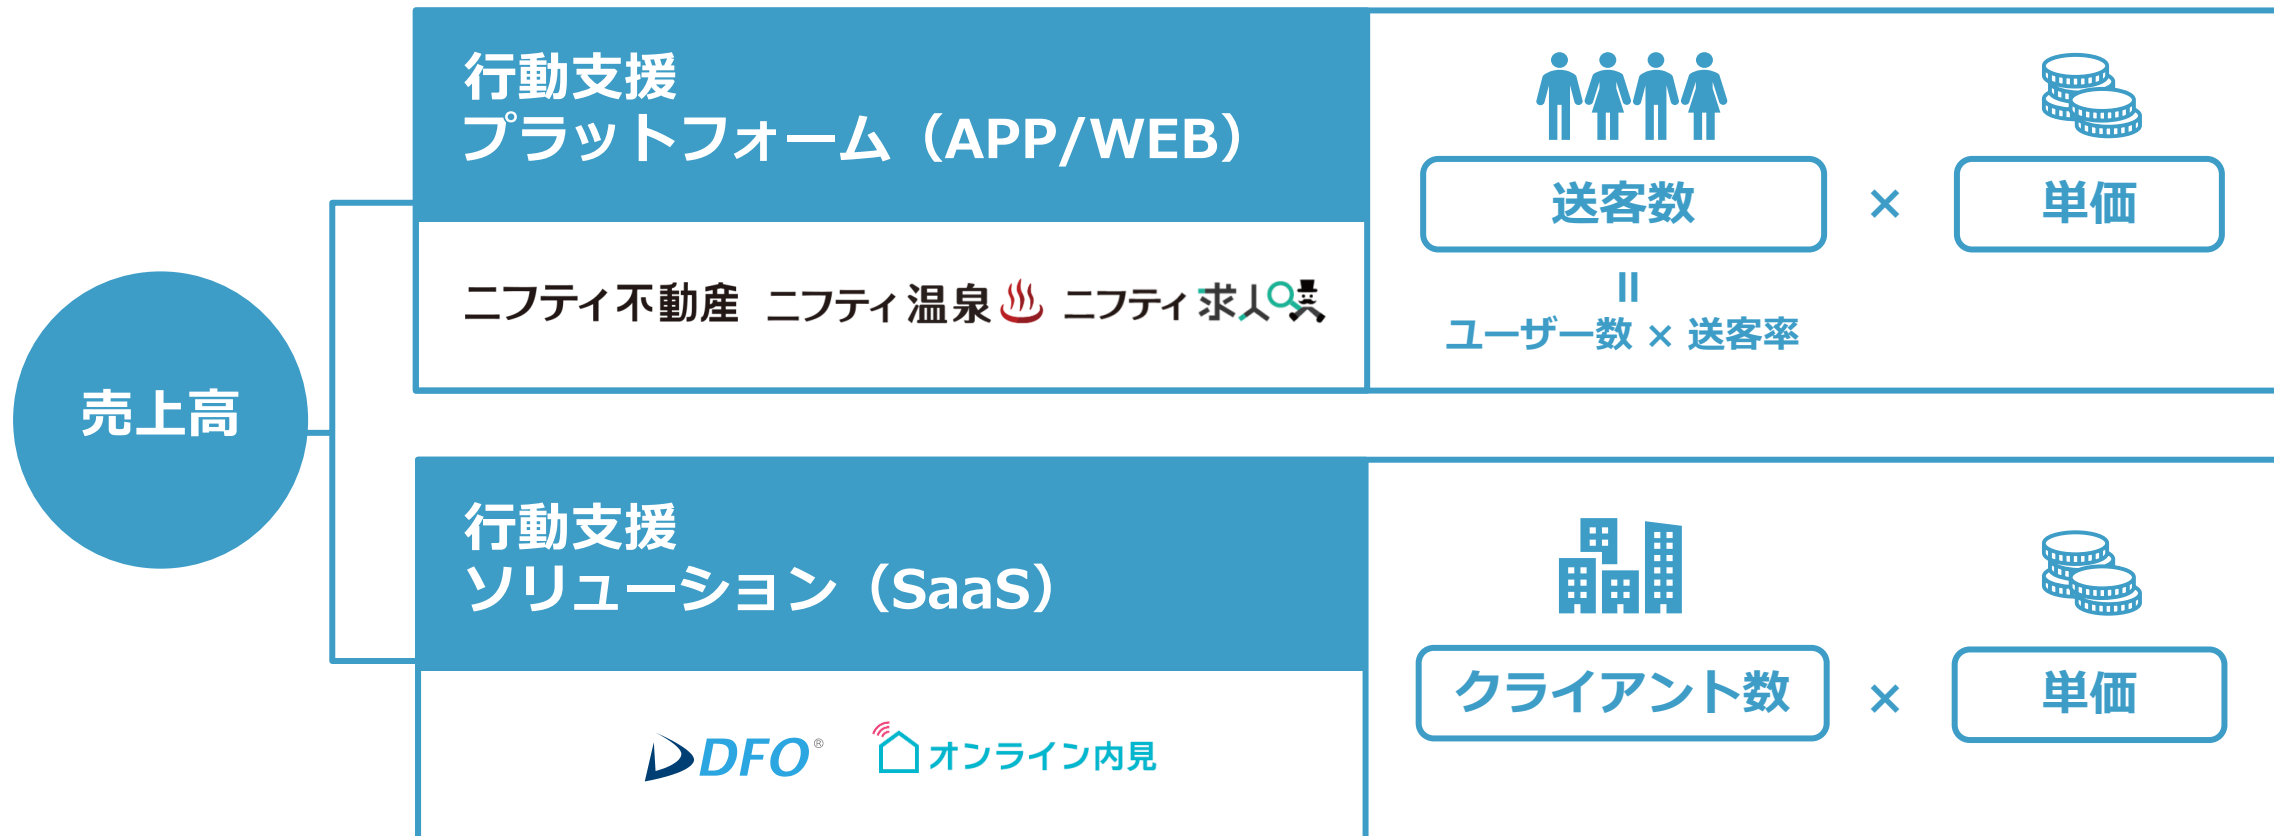 売上高
行動支援
プラットフォーム（APP/WEB）
ニフティ不動産 ニフティ温泉 ニフティ求人
送客数 × 単価
=
ユーザー数 × 送客率
行動支援
ソリューション（SaaS）
DFO® オンライン内見
クライアント数 × 単価